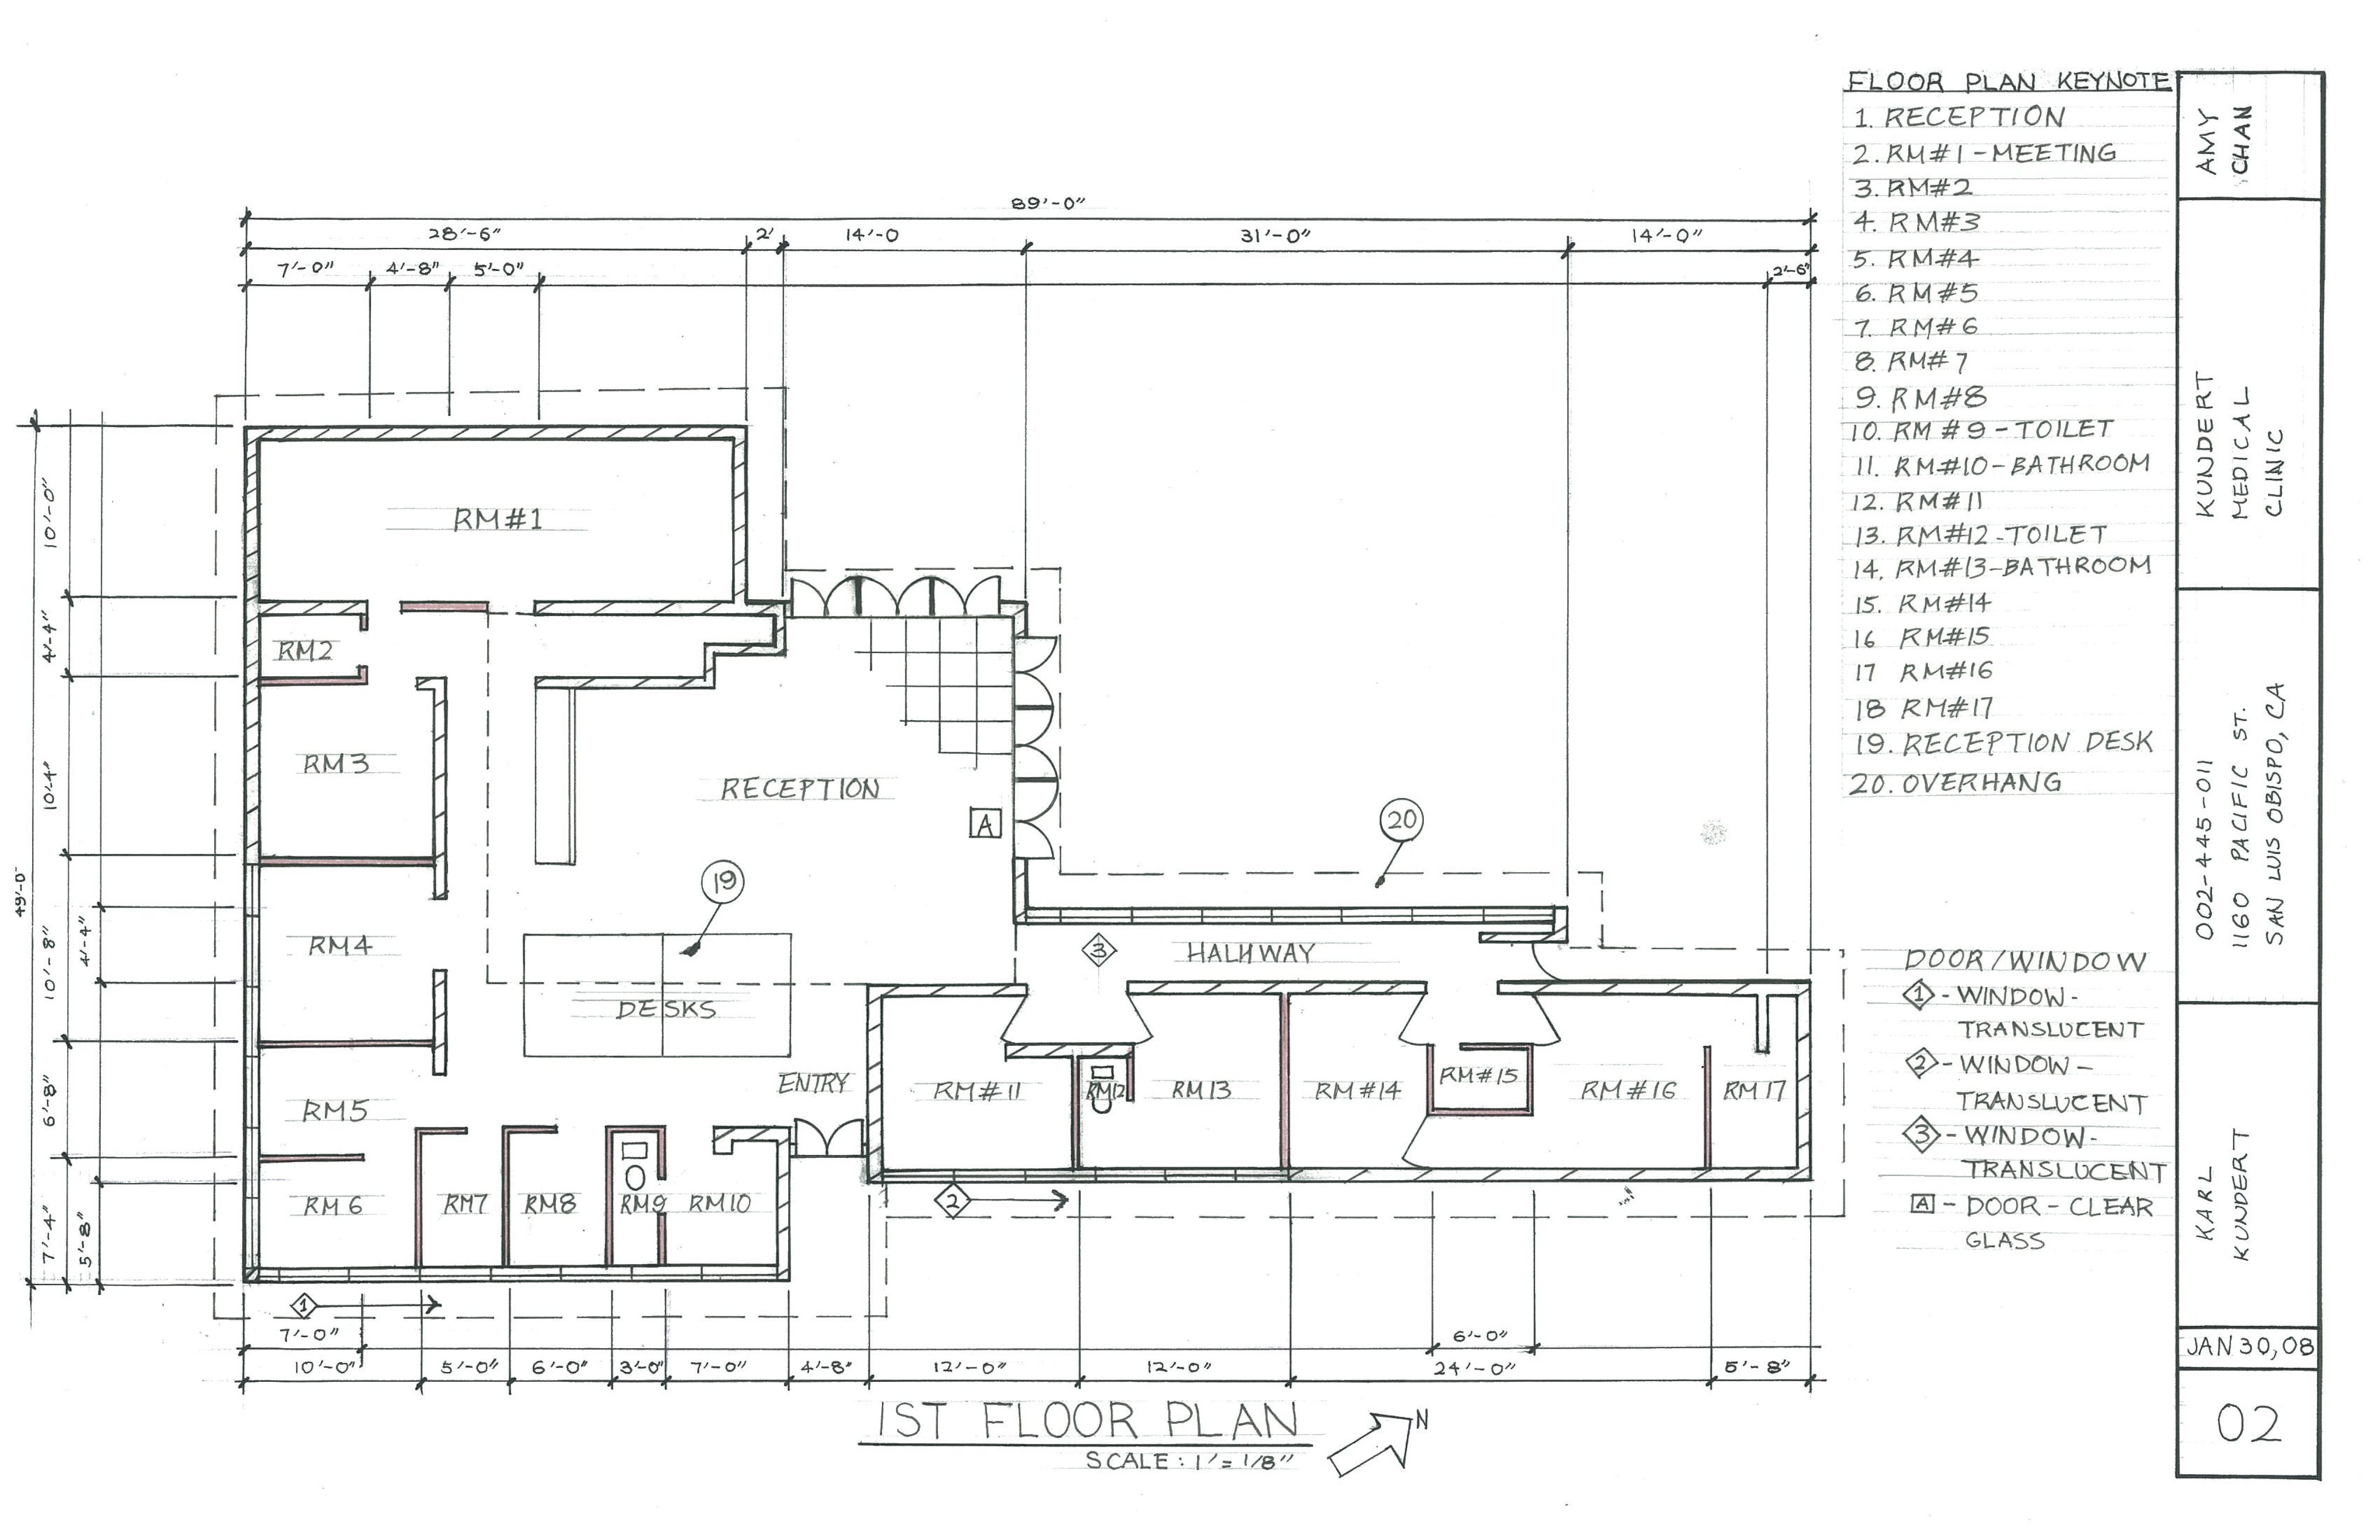 FLOOR PLAN KEYNOTE
1. RECEPTION
2. RM#1-MEETING
3. RM#2
4. RM#3
5. RM#4
6. RM#5
7. RM#6
8. RM#7
9. RM#8
10. RM #9-TOILET
11. RM#10-BATHROOM
12. RM#11
13. RM#12-TOILET
14. RM#13-BATHROOM
15. RM#14
16 RM#15
17 RM#16
18 RM#17
19. RECEPTION DESK
20. OVERHANG
DOOR/WINDOW
1 - WINDOW-
TRANSLUCENT
2 - WINDOW-
TRANSLUCENT
3 - WINDOW-
TRANSLUCENT
A - DOOR - CLEAR
GLASS
AMY
CHAN
KUNDERT
MEDICAL
CLINIC
002-445-011
1160 PACIFIC ST.
SAN LUIS OBISPO, CA
KARL
KUNDERT
JAN 30, 08
02
89'-0"
28'-6" 2' 14'-0 31'-0" 14'-0"
7'-0" 4'-8" 5'-0" 2'-6"
49'-0"
10'-0"
4'-4"
10'-4"
10'-8"
6'-8"
7'-4"
4'-4"
5'-8"
RM#1
RM2
RM3
RECEPTION
A
20
19
RM4
3
HALHWAY
DESKS
ENTRY
RM5
RM#11 RM12 RM13 RM#14 RM#15 RM#16 RM17
RM6 RM7 RM8 RM9 RM10
2
1
7'-0" 6'-0"
10'-0" 5'-0" 6'-0" 3'-0" 7'-0" 4'-8" 12'-0" 12'-0" 24'-0" 5'-8"
1ST FLOOR PLAN
SCALE: 1'=1/8"
N